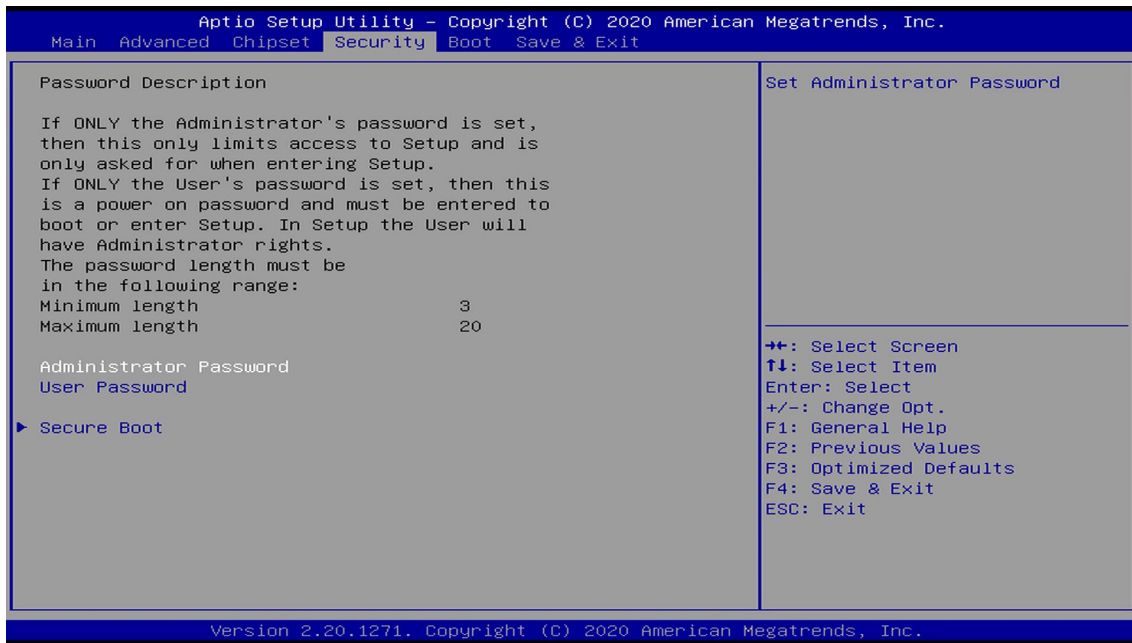 Aptio Setup Utility – Copyright (C) 2020 American Megatrends, Inc.
Main Advanced Chipset Security Boot Save & Exit
Password Description
If ONLY the Administrator's password is set,
then this only limits access to Setup and is
only asked for when entering Setup.
If ONLY the User's password is set, then this
is a power on password and must be entered to
boot or enter Setup. In Setup the User will
have Administrator rights.
The password length must be
in the following range:
Minimum length 3
Maximum length 20
Administrator Password
User Password
▶ Secure Boot
Set Administrator Password
→←: Select Screen
↑↓: Select Item
Enter: Select
+/-: Change Opt.
F1: General Help
F2: Previous Values
F3: Optimized Defaults
F4: Save & Exit
ESC: Exit
Version 2.20.1271. Copyright (C) 2020 American Megatrends, Inc.